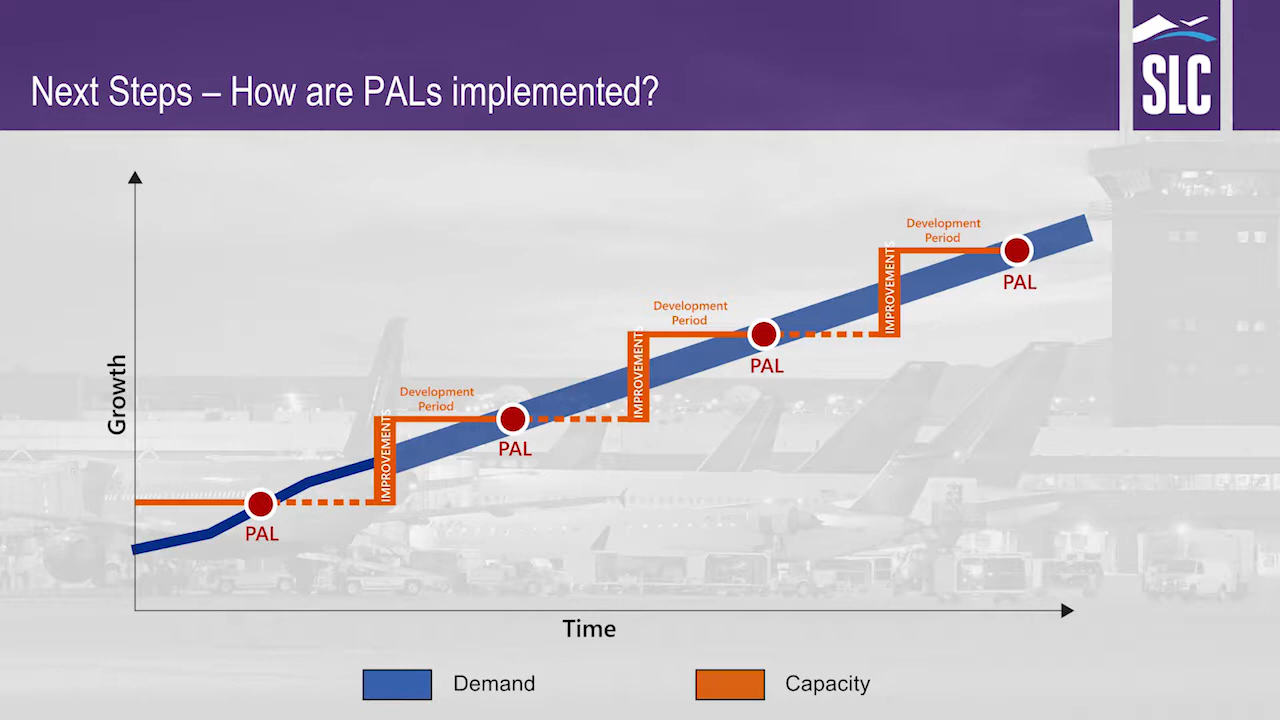 Next Steps – How are PALs implemented?
SLC
Development
Period
IMPROVEMENTS
PAL
Development
Period
IMPROVEMENTS
PAL
Development
Period
IMPROVEMENTS
PAL
PAL
Growth
Time
Demand
Capacity